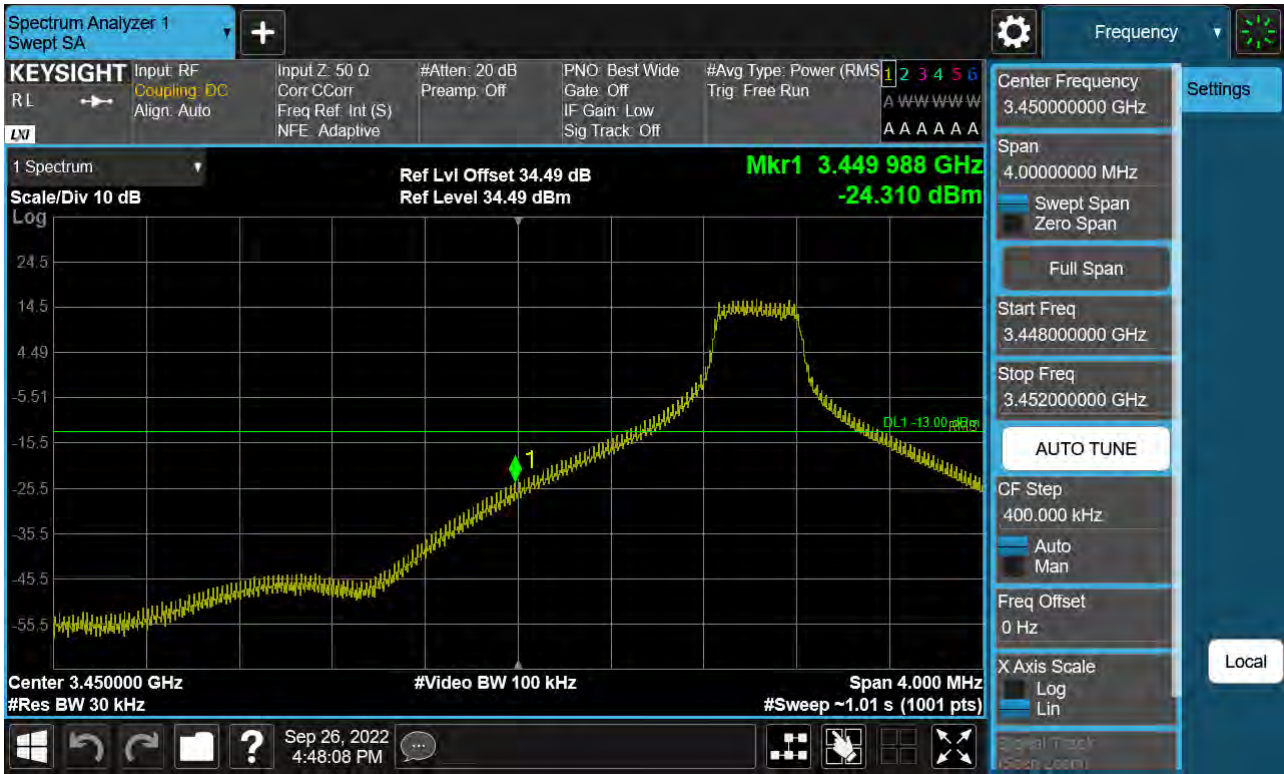 Spectrum Analyzer 1
Swept SA
+
Frequency
KEYSIGHT
RL
LXI
Input: RF
Coupling: DC
Align: Auto
Input Z: 50 Ω
Corr CCorr
Freq Ref: Int (S)
NFE: Adaptive
#Atten: 20 dB
Preamp: Off
PNO: Best Wide
Gate: Off
IF Gain: Low
Sig Track: Off
#Avg Type: Power (RMS
Trig: Free Run
1 2 3 4 5 6
A W W W W W
A A A A A A
1 Spectrum
Scale/Div 10 dB
Log
Ref Lvl Offset 34.49 dB
Ref Level 34.49 dBm
Mkr1 3.449 988 GHz
-24.310 dBm
24.5
14.5
4.49
-5.51
-15.5
-25.5
-35.5
-45.5
-55.5
1
DL1 -13.00 dBm
Center 3.450000 GHz
#Res BW 30 kHz
#Video BW 100 kHz
Span 4.000 MHz
#Sweep ~1.01 s (1001 pts)
Center Frequency
3.450000000 GHz
Span
4.00000000 MHz
Swept Span
Zero Span
Full Span
Start Freq
3.448000000 GHz
Stop Freq
3.452000000 GHz
AUTO TUNE
CF Step
400.000 kHz
Auto
Man
Freq Offset
0 Hz
X Axis Scale
Log
Lin
Signal Track
(Span Zoom)
Settings
Local
?
Sep 26, 2022
4:48:08 PM